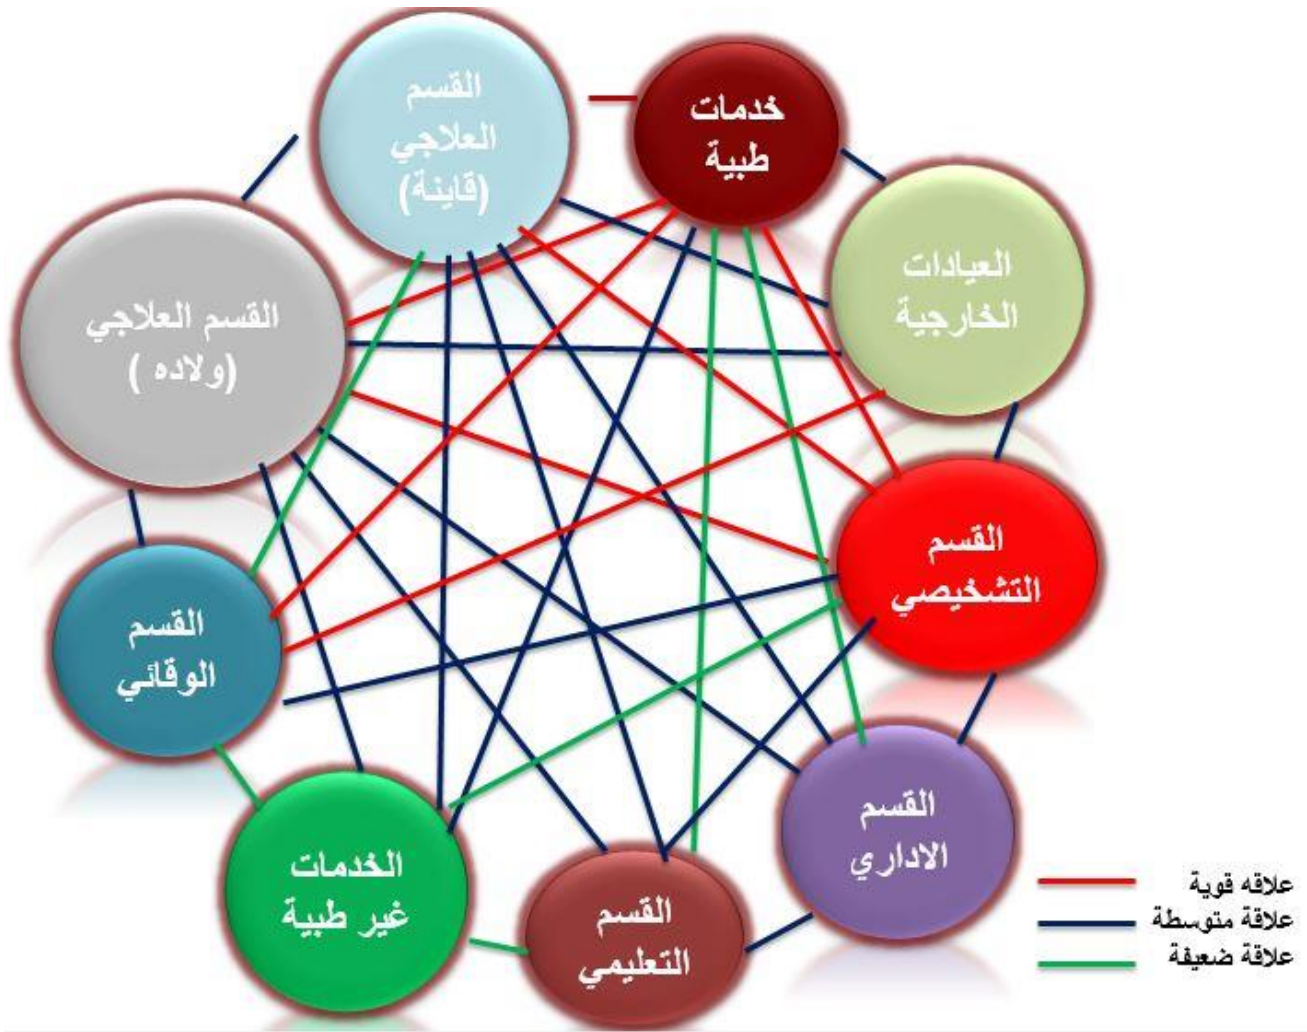 القسم
العلاجي
(قاينة)
خدمات
طبية
العيادات
الخارجية
القسم العلاجي
(ولاده )
القسم
التشخيصي
القسم
الوقائي
القسم
الاداري
الخدمات
غير طبية
القسم
التعليمي
علاقه قوية
علاقة متوسطة
علاقة ضعيفة